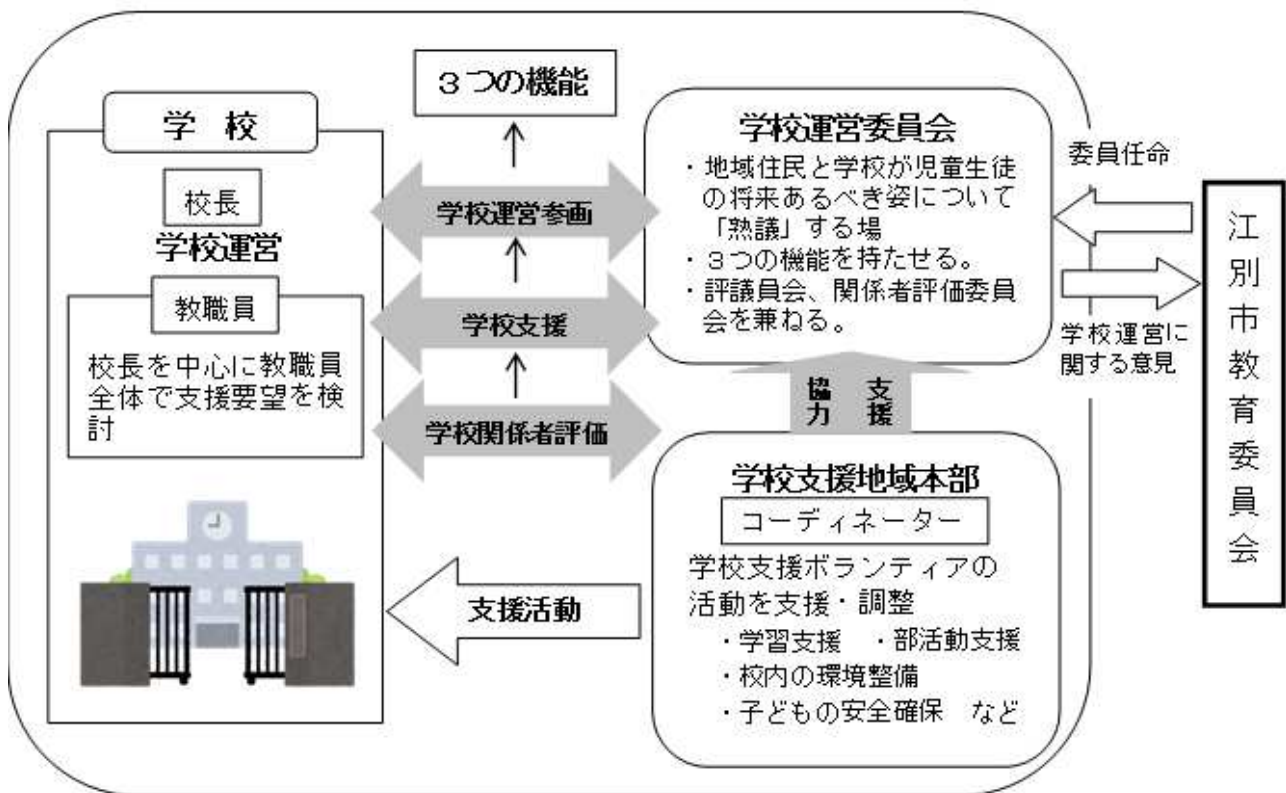 3つの機能
学 校
校長
学校運営
教職員
校長を中心に教職員
全体で支援要望を検
討
学校運営参画
学校支援
学校関係者評価
支援活動
学校運営委員会
・地域住民と学校が児童生徒
の将来あるべき姿について
「熟議」する場
・3つの機能を持たせる。
・評議員会、関係者評価委員
会を兼ねる。
協力
支援
学校支援地域本部
コーディネーター
学校支援ボランティアの
活動を支援・調整
・学習支援 ・部活動支援
・校内の環境整備
・子どもの安全確保 など
委員任命
学校運営に
関する意見
江別市教育委員会